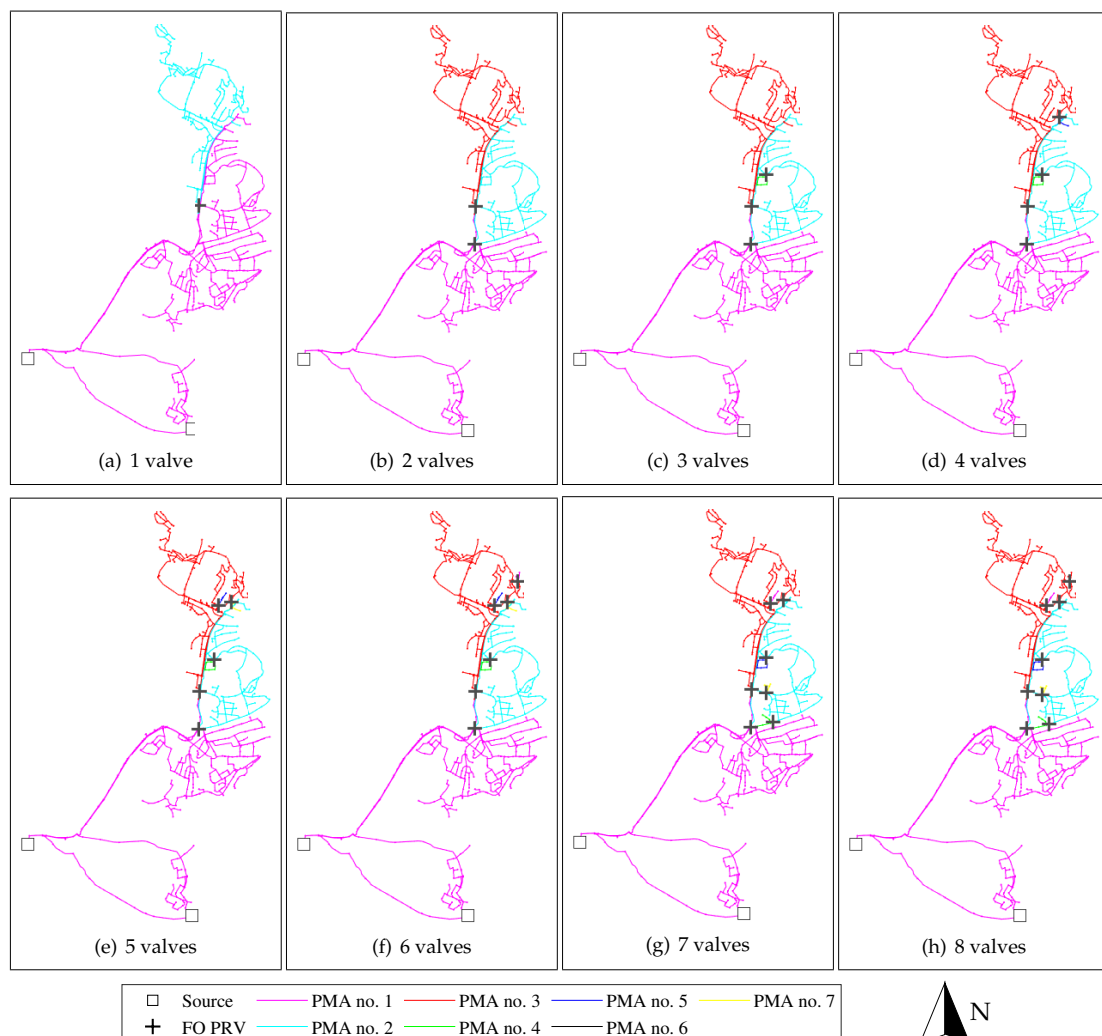 (a) 1 valve
(b) 2 valves
(c) 3 valves
(d) 4 valves
(e) 5 valves
(f) 6 valves
(g) 7 valves
(h) 8 valves
Source PMA no. 1 PMA no. 3 PMA no. 5 PMA no. 7
FO PRV PMA no. 2 PMA no. 4 PMA no. 6
N